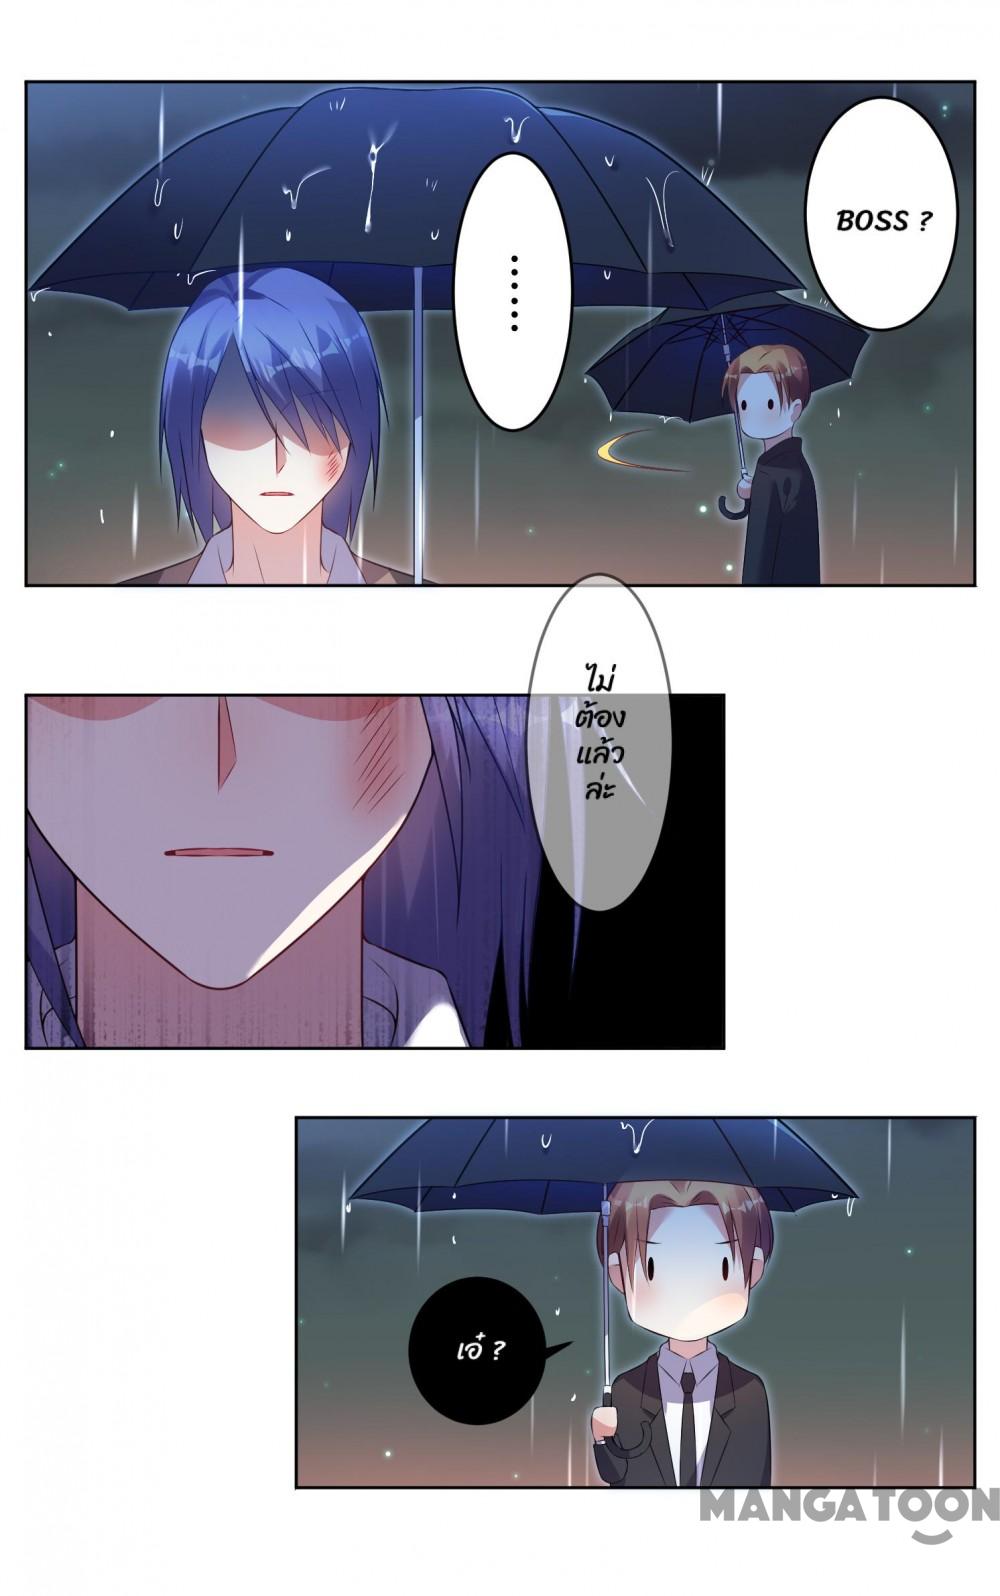 BOSS ?
........
ไม่
ต้อง
แล้ว
ล่ะ
เอ๋ ?
MANGATOON